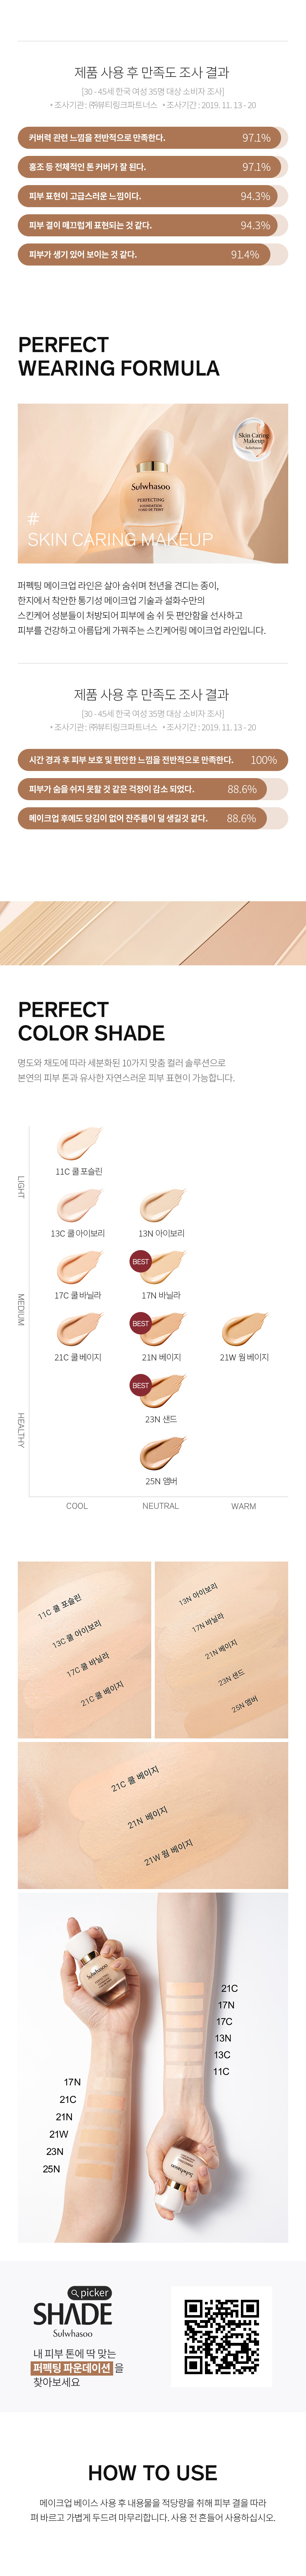 제품 사용 후 만족도 조사 결과
[30 - 45세 한국 여성 35명 대상 소비자 조사]
• 조사기관 : ㈜뷰티링크파트너스 • 조사기간 : 2019. 11. 13 - 20
커버력 관련 느낌을 전반적으로 만족한다. 97.1%
홍조 등 전체적인 톤 커버가 잘 된다. 97.1%
피부 표현이 고급스러운 느낌이다. 94.3%
피부 결이 매끄럽게 표현되는 것 같다. 94.3%
피부가 생기 있어 보이는 것 같다. 91.4%
PERFECT
WEARING FORMULA
Skin Caring
Makeup
Sulwhasoo
Sulwhasoo
PERFECTING
FOUNDATION
FOND DE TEINT
#
SKIN CARING MAKEUP
퍼펙팅 메이크업 라인은 살아 숨쉬며 천년을 견디는 종이,
한지에서 착안한 통기성 메이크업 기술과 설화수만의
스킨케어 성분들이 처방되어 피부에 숨 쉬 듯 편안함을 선사하고
피부를 건강하고 아름답게 가꿔주는 스킨케어링 메이크업 라인입니다.
제품 사용 후 만족도 조사 결과
[30 - 45세 한국 여성 35명 대상 소비자 조사]
• 조사기관 : ㈜뷰티링크파트너스 • 조사기간 : 2019. 11. 13 - 20
시간 경과 후 피부 보호 및 편안한 느낌을 전반적으로 만족한다. 100%
피부가 숨을 쉬지 못할 것 같은 걱정이 감소 되었다. 88.6%
메이크업 후에도 당김이 없어 잔주름이 덜 생길것 같다. 88.6%
PERFECT
COLOR SHADE
명도와 채도에 따라 세분화된 10가지 맞춤 컬러 솔루션으로
본연의 피부 톤과 유사한 자연스러운 피부 표현이 가능합니다.
LIGHT
11C 쿨 포슬린
13C 쿨 아이보리
13N 아이보리
BEST
17C 쿨 바닐라
17N 바닐라
MEDIUM
BEST
21C 쿨 베이지
21N 베이지
21W 웜 베이지
BEST
23N 샌드
HEALTHY
25N 앰버
COOL
NEUTRAL
WARM
11C 쿨 포슬린
13C 쿨 아이보리
17C 쿨 바닐라
21C 쿨 베이지
13N 아이보리
17N 바닐라
21N 베이지
23N 샌드
25N 앰버
21C 쿨 베이지
21N 베이지
21W 웜 베이지
Sulwhasoo
21C
17N
17C
13N
13C
11C
17N
21C
21N
21W
23N
25N
Sulwhasoo
picker
SHADE
Sulwhasoo
내 피부 톤에 딱 맞는
퍼펙팅 파운데이션 을
찾아보세요
HOW TO USE
메이크업 베이스 사용 후 내용물을 적당량을 취해 피부 결을 따라
펴 바르고 가볍게 두드려 마무리합니다. 사용 전 흔들어 사용하십시오.